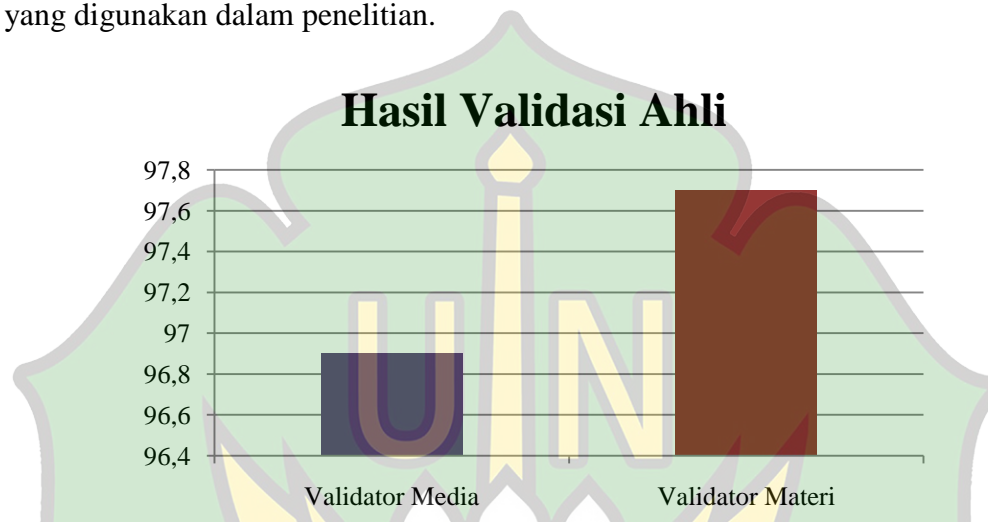 yang digunakan dalam penelitian.
Hasil Validasi Ahli
97,8
97,6
97,4
97,2
97
96,8
96,6
96,4
Validator Media Validator Materi
UIN